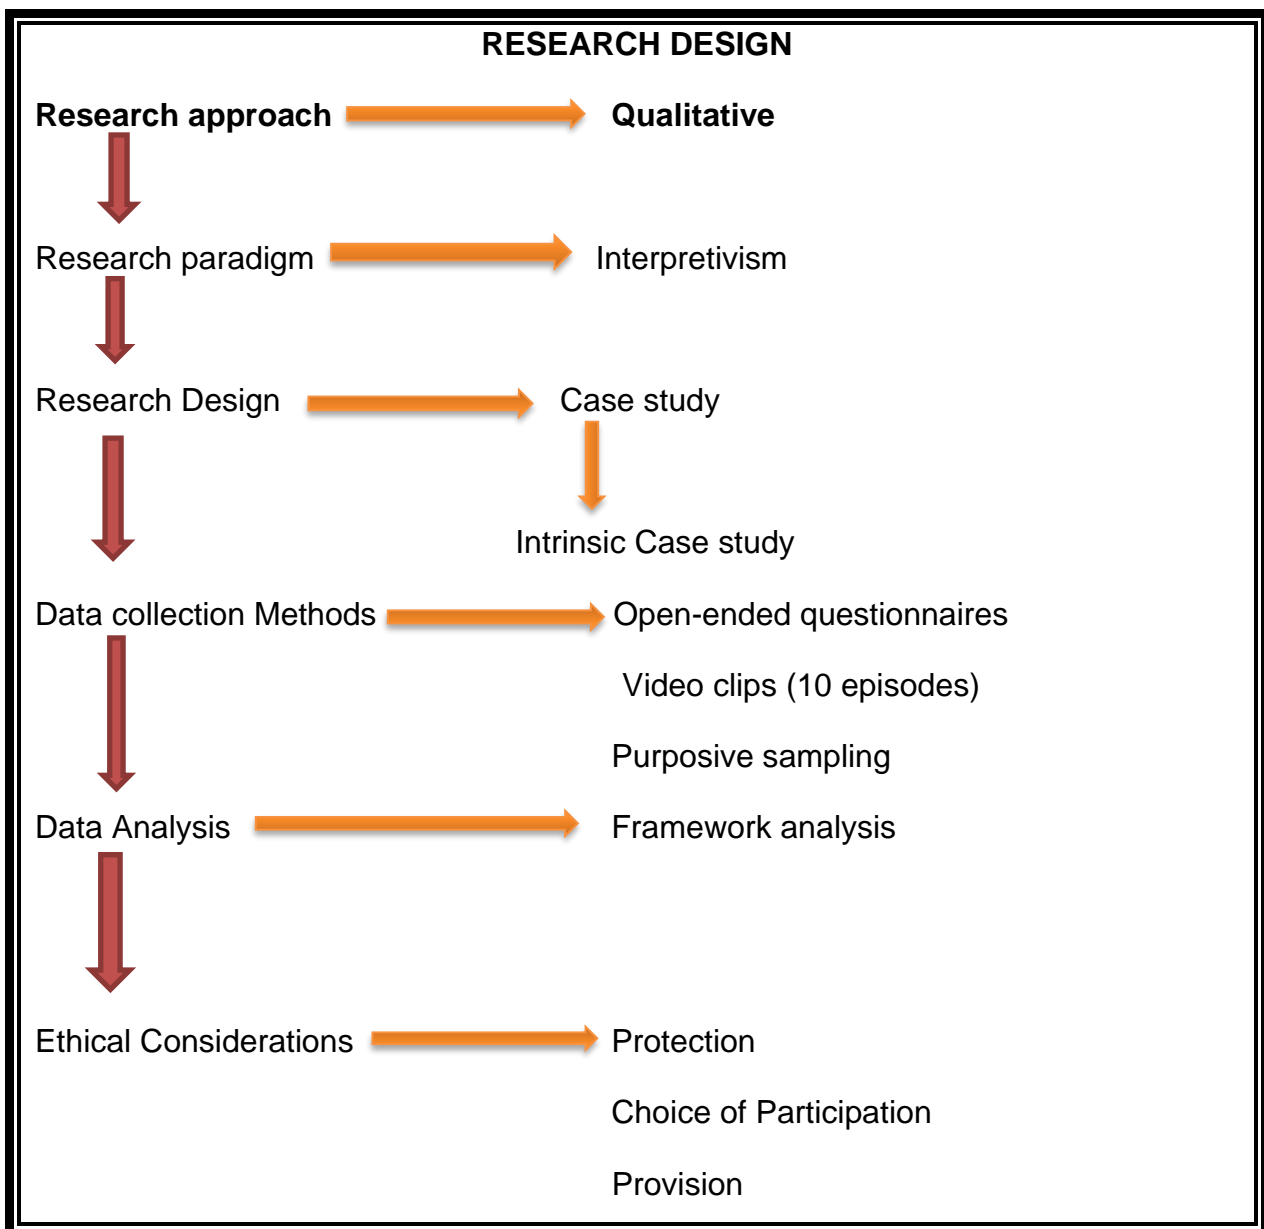 RESEARCH DESIGN
Research approach Qualitative
Research paradigm Interpretivism
Research Design Case study
Intrinsic Case study
Data collection Methods Open-ended questionnaires
Video clips (10 episodes)
Purposive sampling
Data Analysis Framework analysis
Ethical Considerations Protection
Choice of Participation
Provision